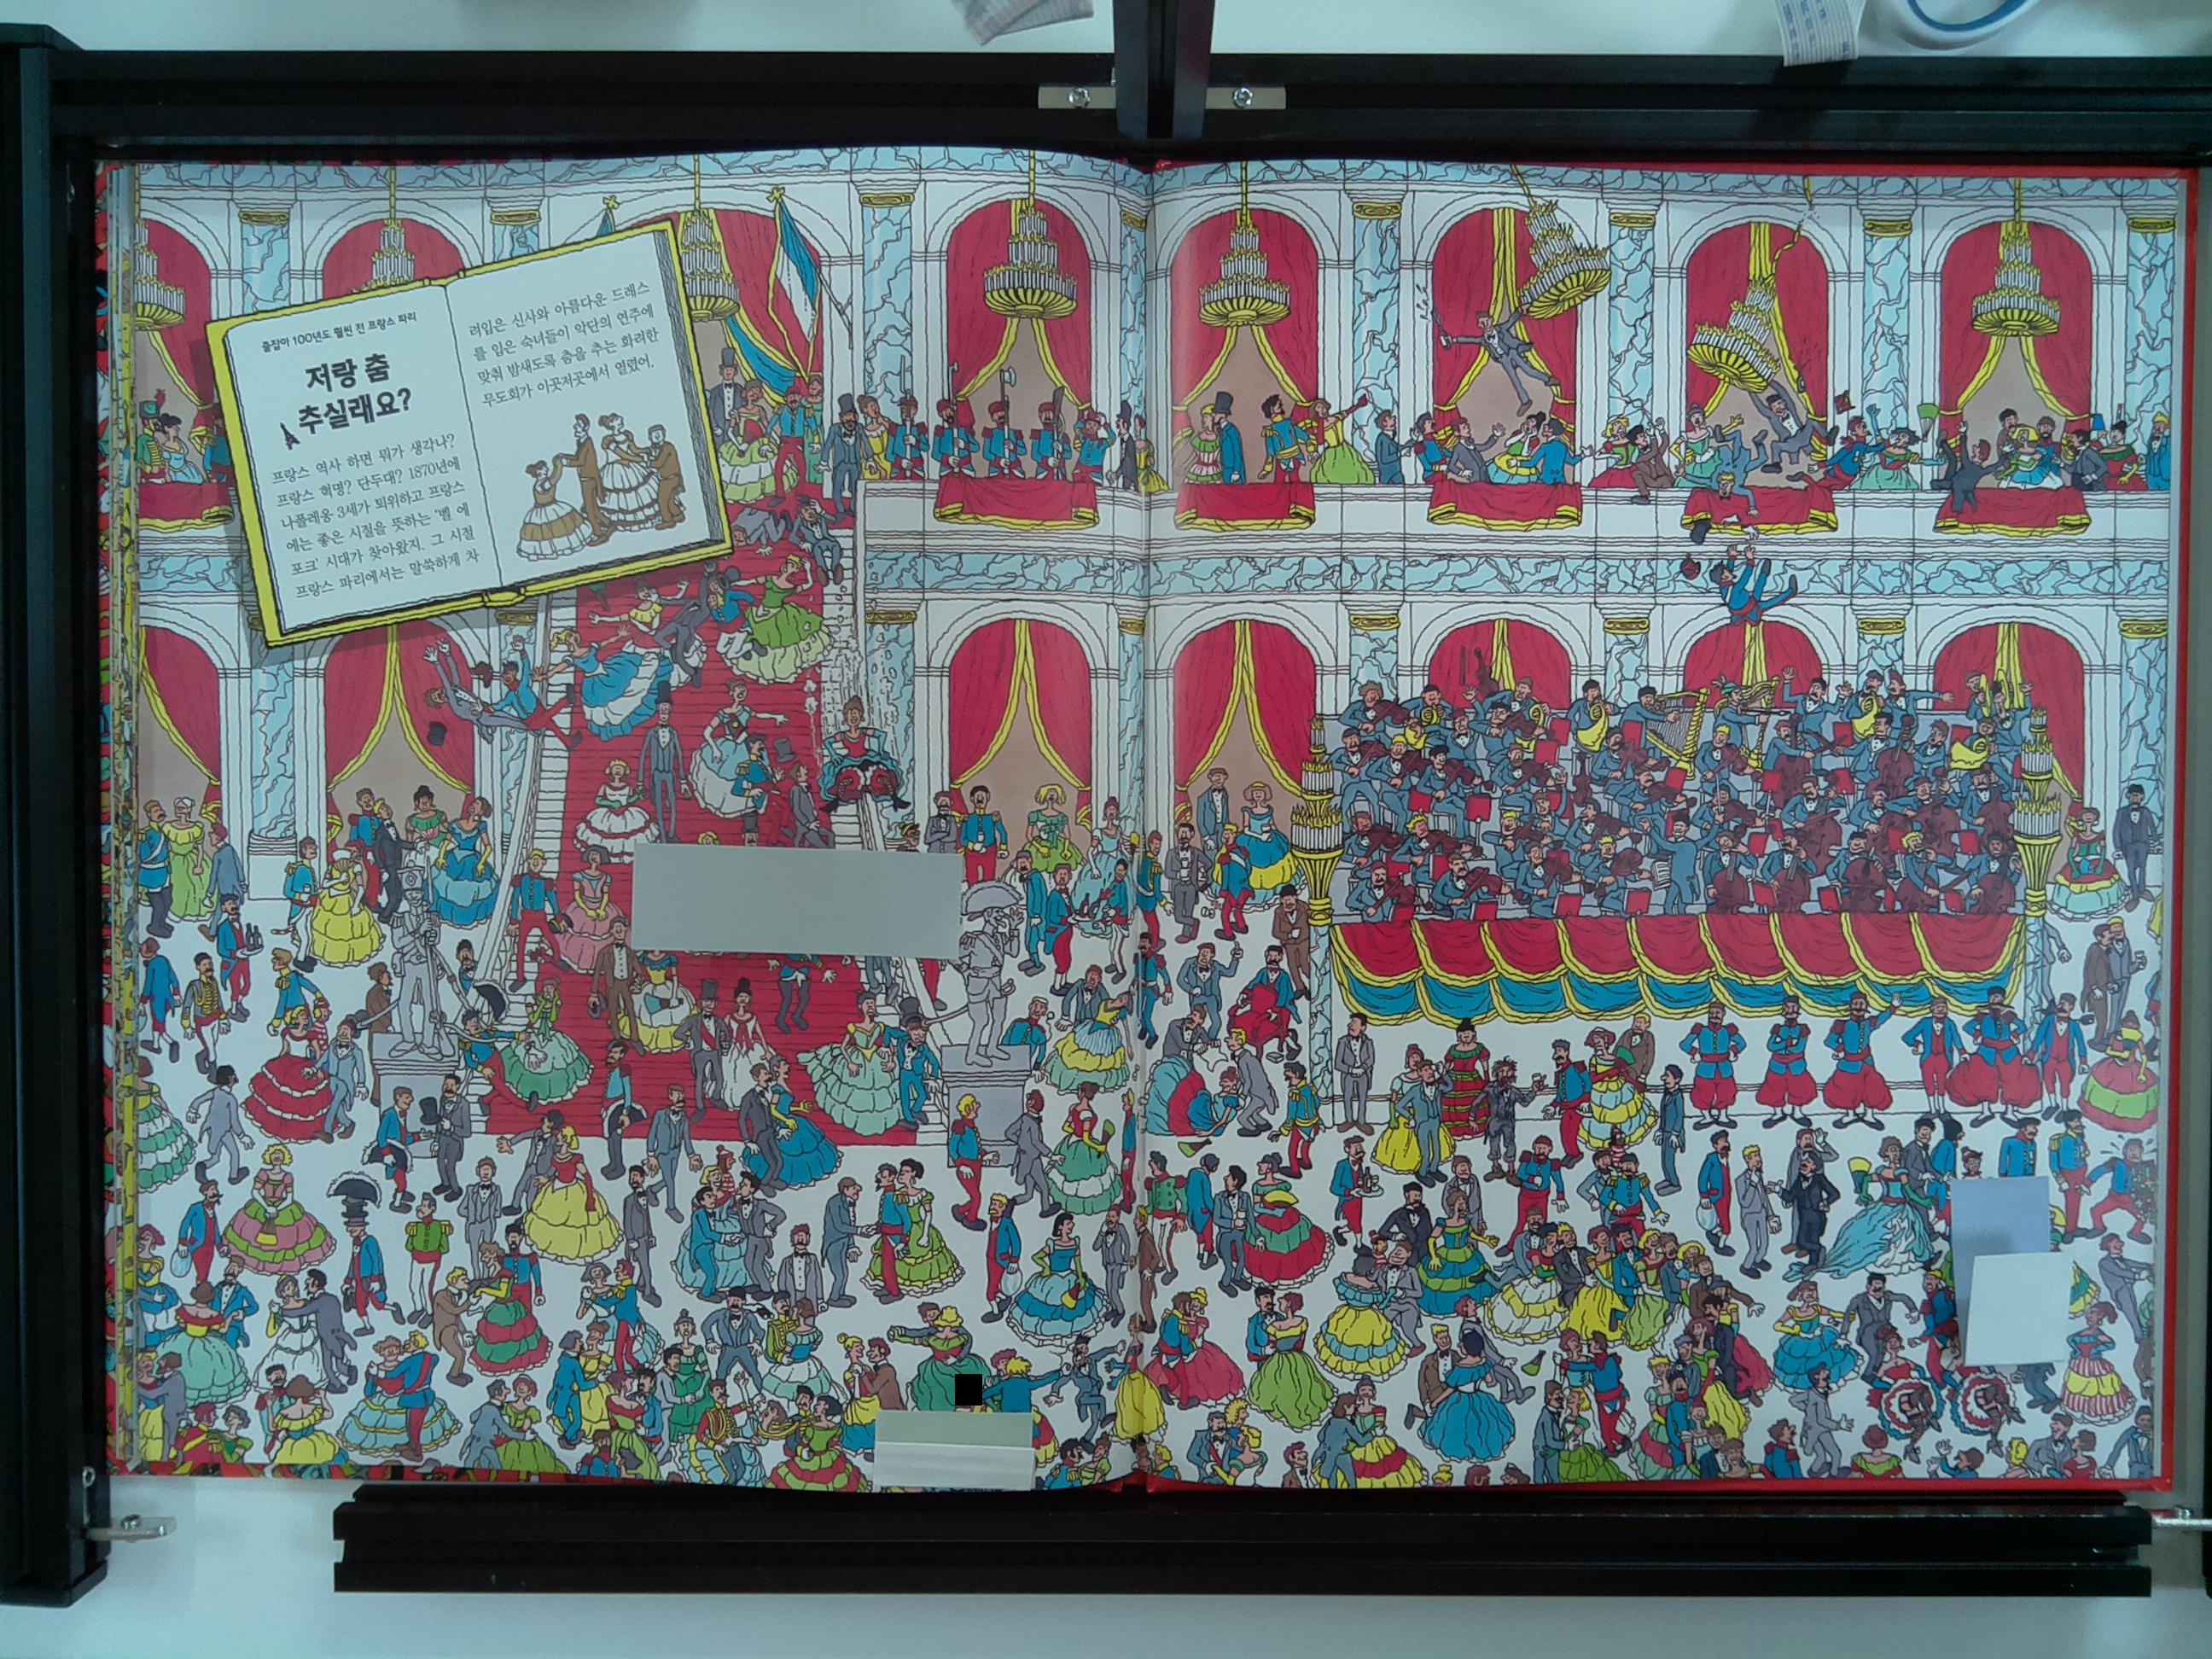 줄잡아 100년도 훨씬 전 프랑스 파리
저랑 춤
추실래요?
프랑스 역사 하면 뭐가 생각나?
프랑스 혁명? 단두대? 1870년에
나폴레옹 3세가 퇴위하고 프랑스
에는 좋은 시절을 뜻하는 '벨 에
포크' 시대가 찾아왔지. 그 시절
프랑스 파리에서는 말쑥하게 차
려입은 신사와 아름다운 드레스
를 입은 숙녀들이 악단의 연주에
맞춰 밤새도록 춤을 추는 화려한
무도회가 이곳저곳에서 열렸어.